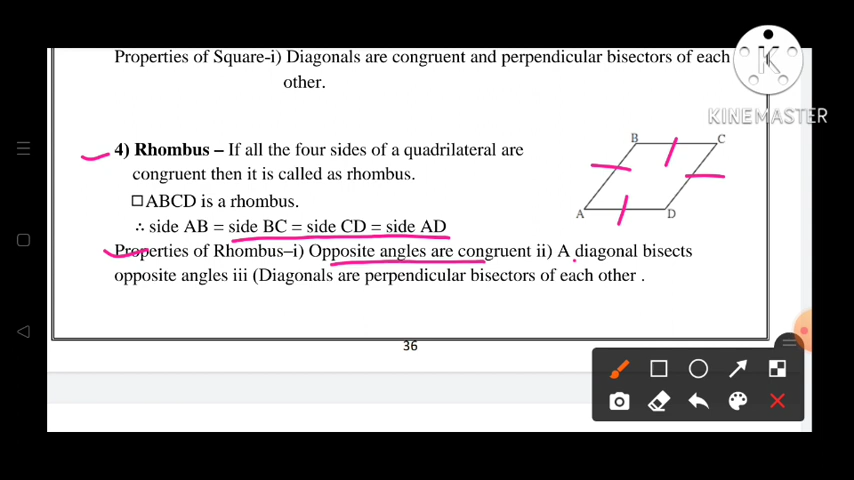 Properties of Square-i) Diagonals are congruent and perpendicular bisectors of each
other.
K
KINEMASTER
4) Rhombus – If all the four sides of a quadrilateral are
congruent then it is called as rhombus.
□ABCD is a rhombus.
∴ side AB = side BC = side CD = side AD
B C
A D
Properties of Rhombus–i) Opposite angles are congruent ii) A diagonal bisects
opposite angles iii (Diagonals are perpendicular bisectors of each other .
36